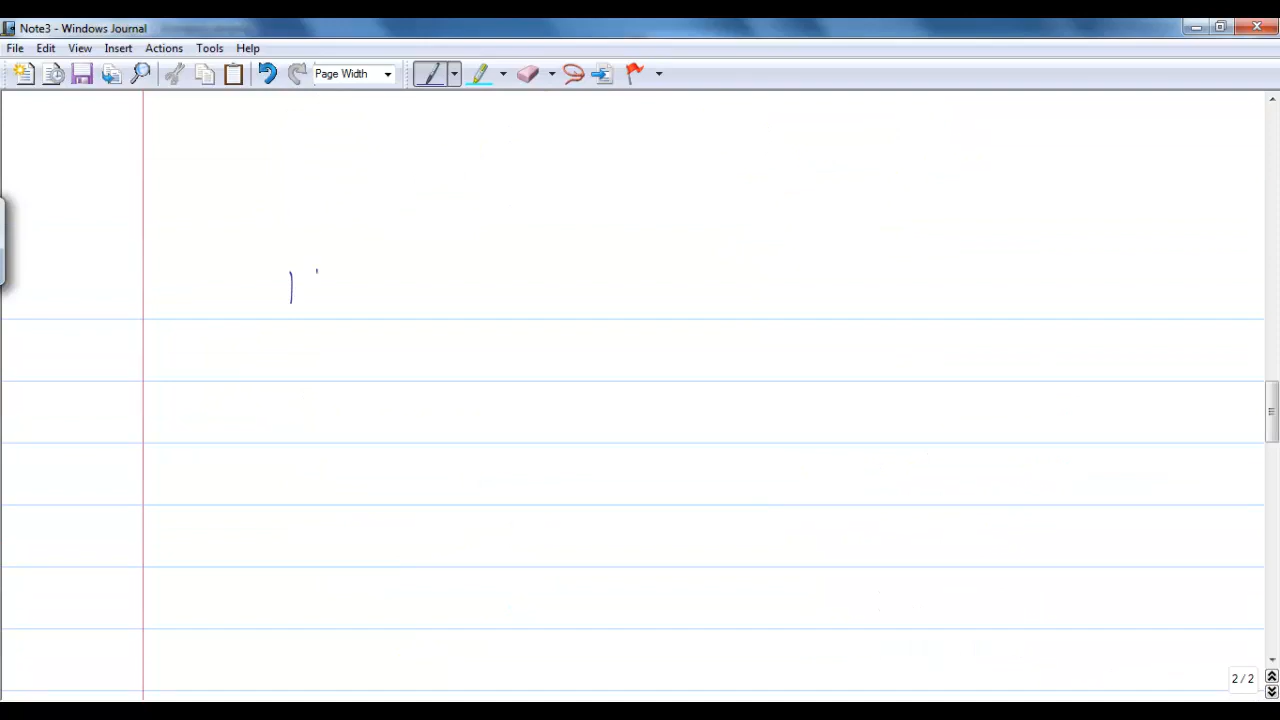 Note3 - Windows Journal
File Edit View Insert Actions Tools Help
Page Width
2 / 2